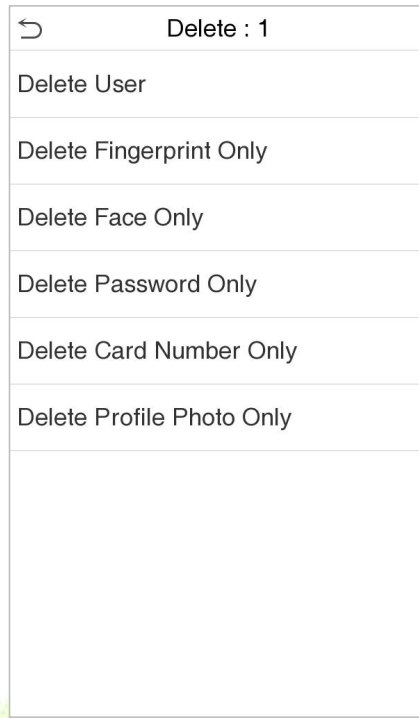 Delete : 1
Delete User
Delete Fingerprint Only
Delete Face Only
Delete Password Only
Delete Card Number Only
Delete Profile Photo Only